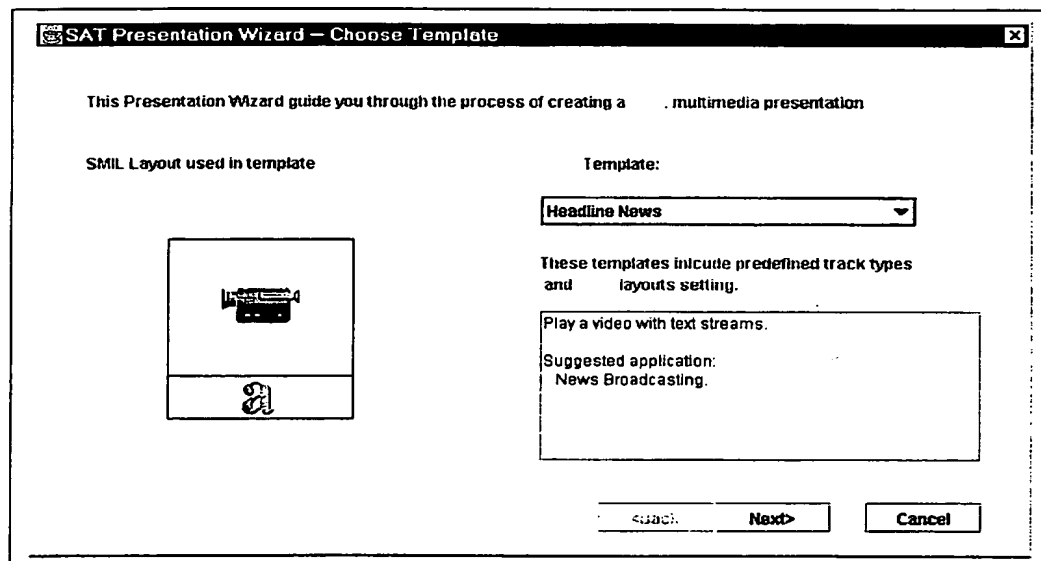 SAT Presentation Wizard – Choose Template
This Presentation Wizard guide you through the process of creating a . multimedia presentation
SMIL Layout used in template
Template:
Headline News
These templates inlcude predefined track types
and layouts setting.
Play a video with text streams.
Suggested application:
News Broadcasting.
a
<Back Next> Cancel